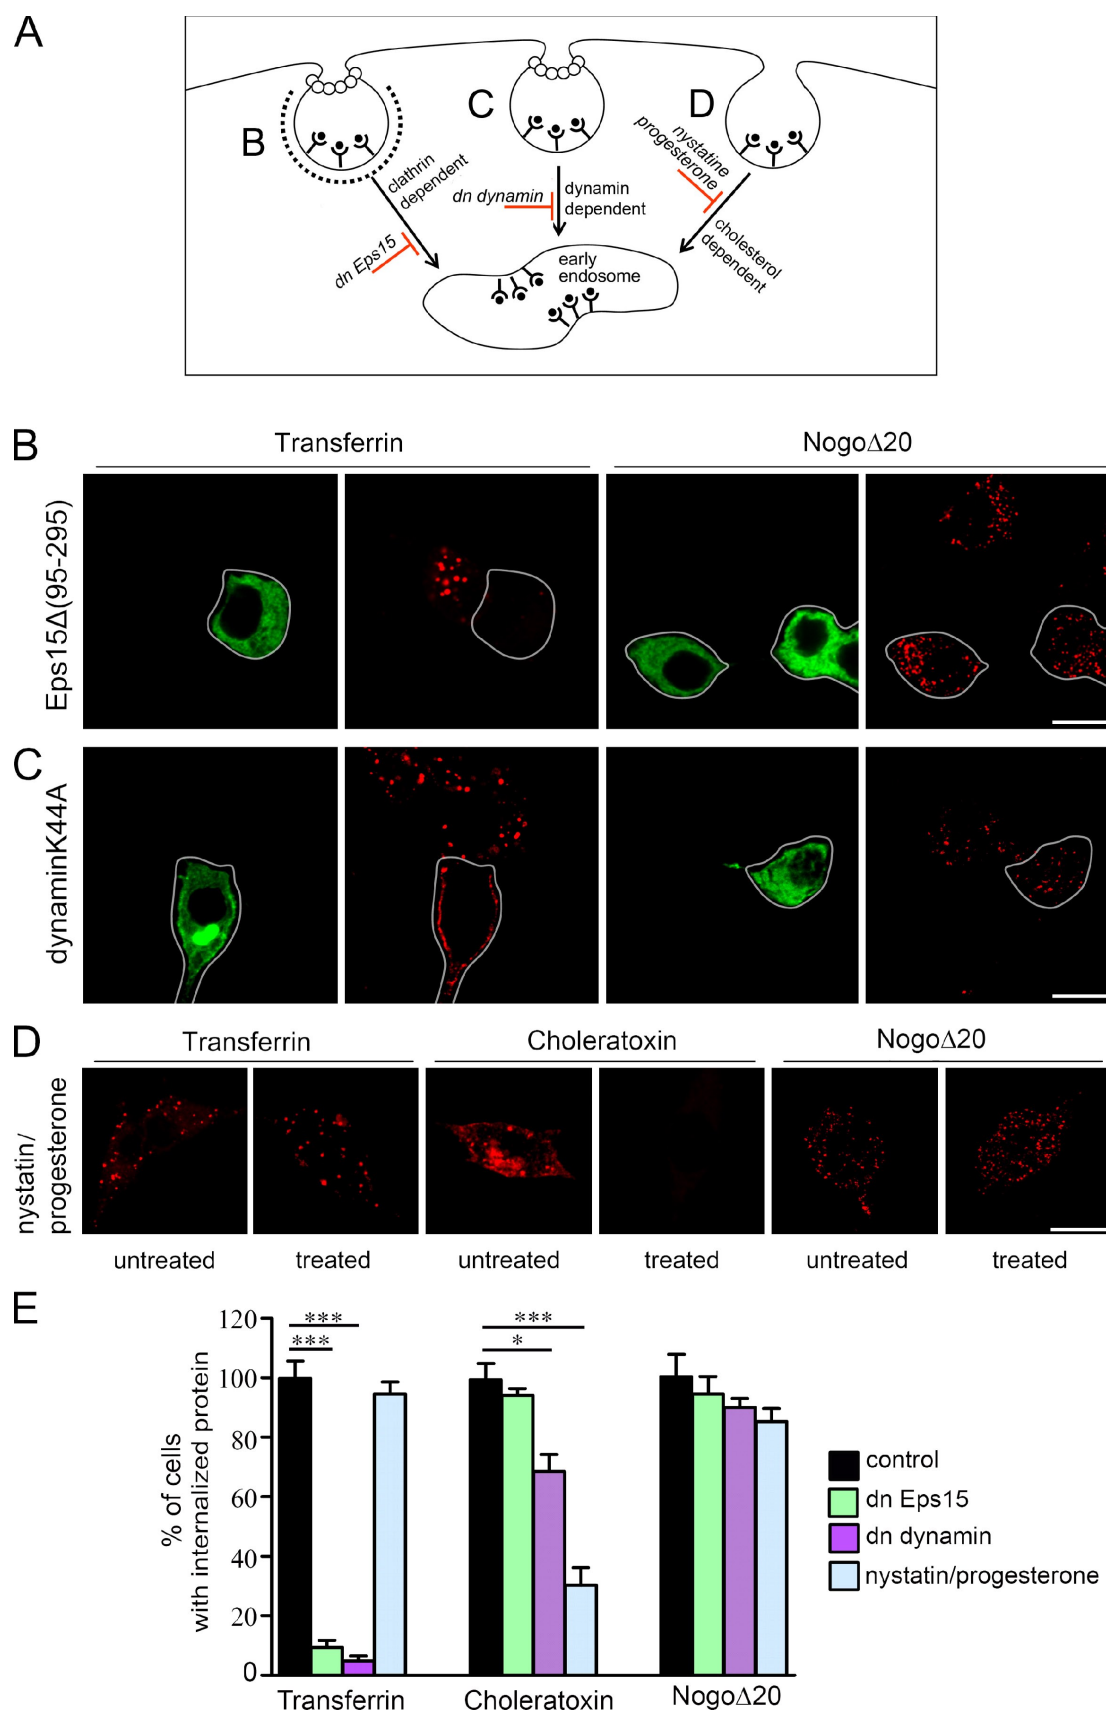 A
B
C
D
clathrin
dependent
dn Eps15
dn dynamin
dynamin
dependent
nystatine
progesterone
cholesterol
dependent
early
endosome
B
Transferrin
NogoΔ20
Eps15Δ(95-295)
C
dynaminK44A
D
Transferrin
Choleratoxin
NogoΔ20
nystatin/
progesterone
untreated
treated
untreated
treated
untreated
treated
E
% of cells
with internalized protein
120
100
80
60
40
20
0
***
***
***
*
Transferrin
Choleratoxin
NogoΔ20
control
dn Eps15
dn dynamin
nystatin/progesterone